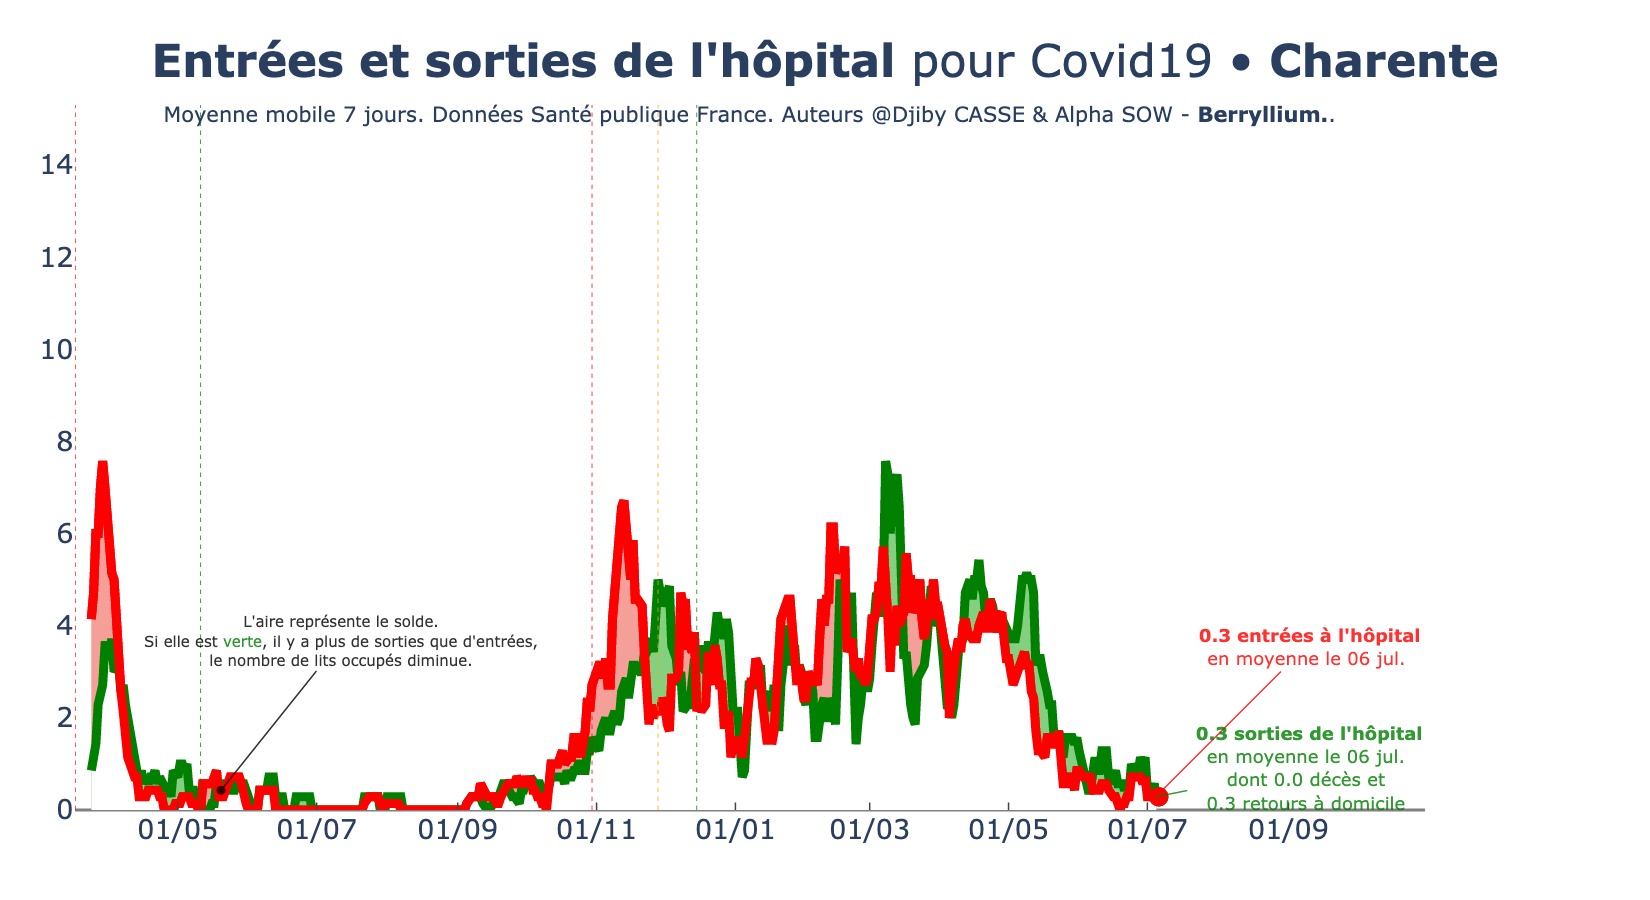 Entrées et sorties de l'hôpital pour Covid19 • Charente
Moyenne mobile 7 jours. Données Santé publique France. Auteurs @Djiby CASSE & Alpha SOW - Berryllium..
14
12
10
8
6
4
2
0
L'aire représente le solde.
Si elle est verte, il y a plus de sorties que d'entrées,
le nombre de lits occupés diminue.
0.3 entrées à l'hôpital
en moyenne le 06 jul.
0.3 sorties de l'hôpital
en moyenne le 06 jul.
dont 0.0 décès et
0.3 retours à domicile
01/05 01/07 01/09 01/11 01/01 01/03 01/05 01/07 01/09